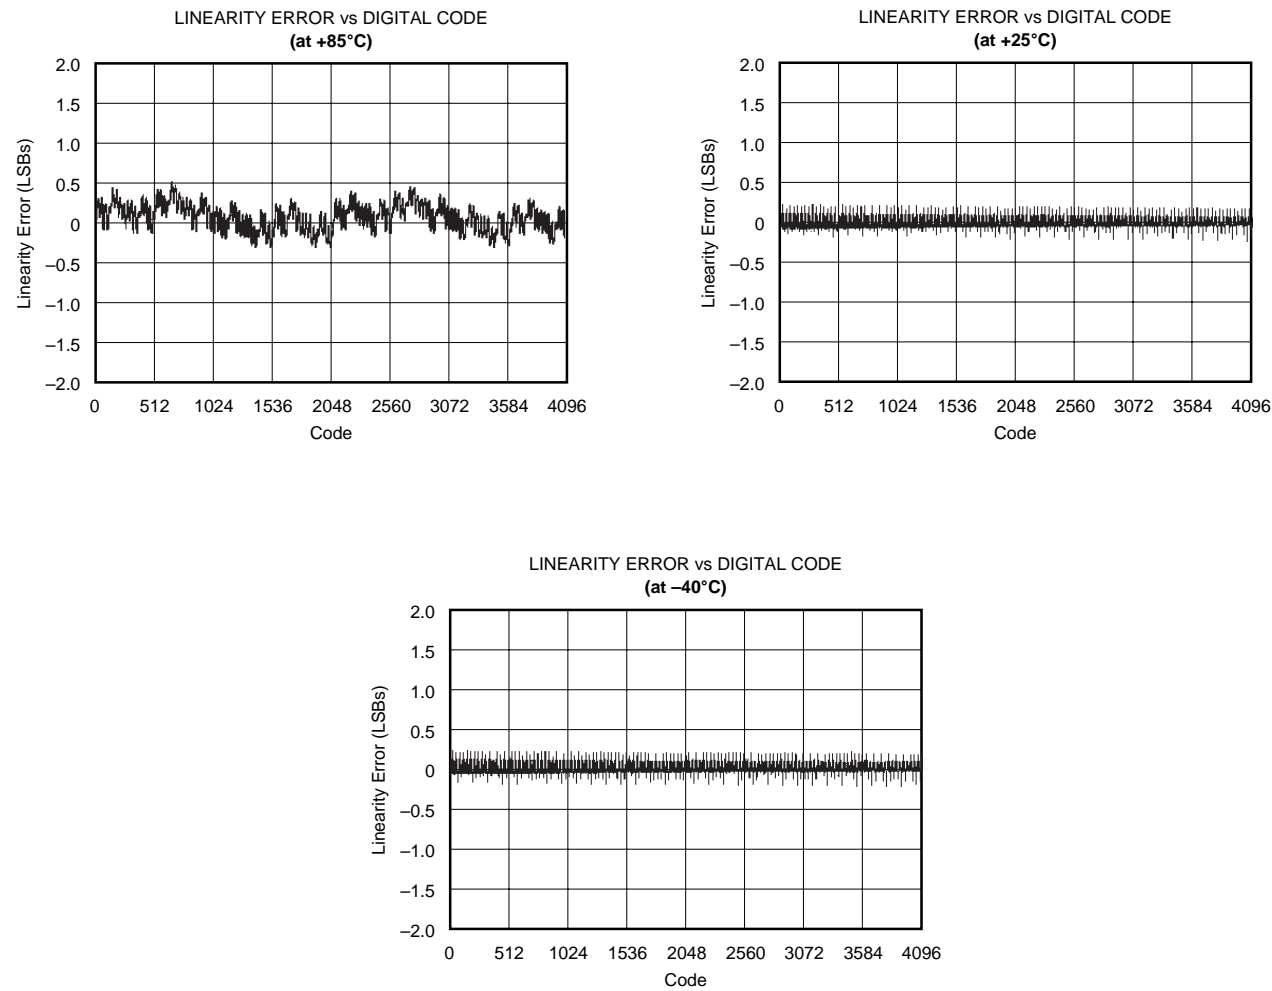 LINEARITY ERROR vs DIGITAL CODE
(at +85°C)
2.0
1.5
1.0
0.5
0
–0.5
–1.0
–1.5
–2.0
Linearity Error (LSBs)
0 512 1024 1536 2048 2560 3072 3584 4096
Code
LINEARITY ERROR vs DIGITAL CODE
(at +25°C)
2.0
1.5
1.0
0.5
0
–0.5
–1.0
–1.5
–2.0
Linearity Error (LSBs)
0 512 1024 1536 2048 2560 3072 3584 4096
Code
LINEARITY ERROR vs DIGITAL CODE
(at –40°C)
2.0
1.5
1.0
0.5
0
–0.5
–1.0
–1.5
–2.0
Linearity Error (LSBs)
0 512 1024 1536 2048 2560 3072 3584 4096
Code